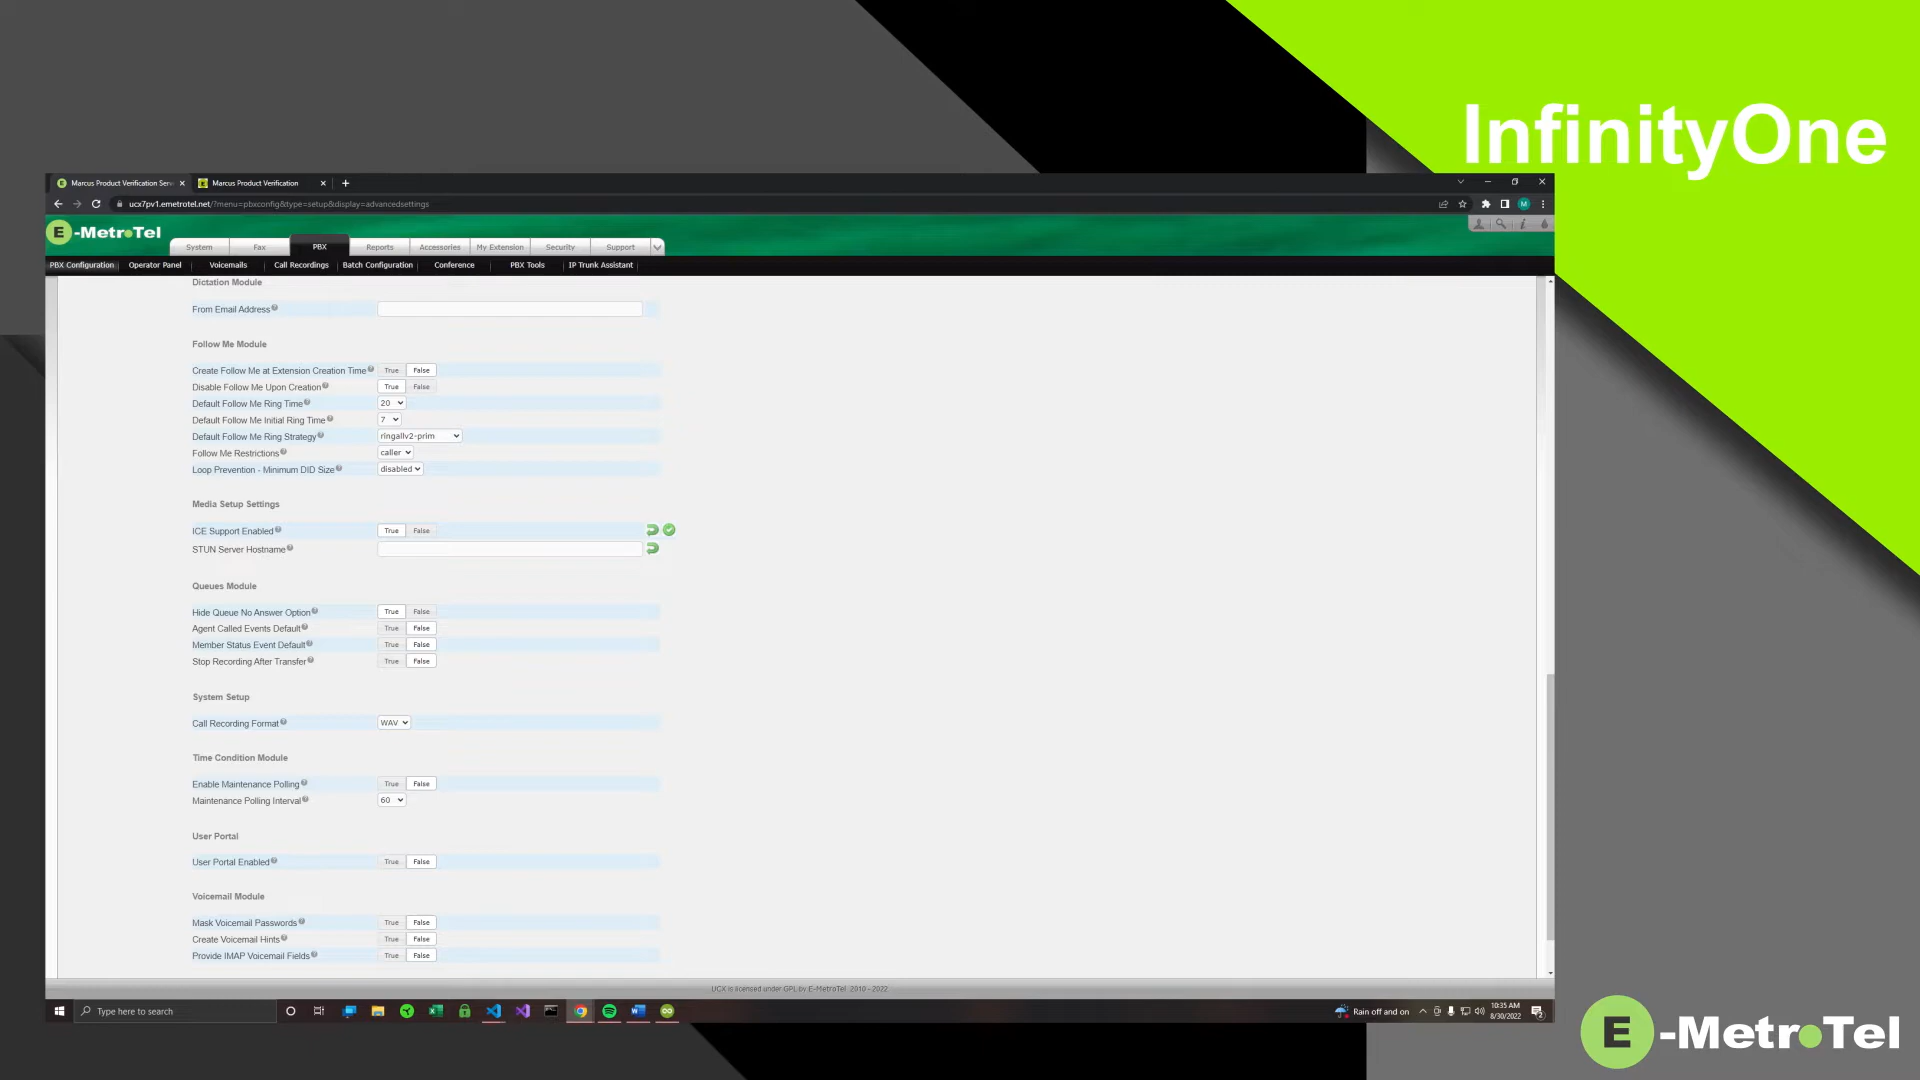 InfinityOne
Marcus Product Verification Serv
Marcus Product Verification
ucx7pv1.emetrotel.net/?menu=pbxconfig&type=setup&display=advancedsettings
E-MetroTel
System Fax PBX Reports Accessories My Extension Security Support
PBX Configuration Operator Panel Voicemails Call Recordings Batch Configuration Conference PBX Tools IP Trunk Assistant
Dictation Module
From Email Address
Follow Me Module
Create Follow Me at Extension Creation Time True False
Disable Follow Me Upon Creation True False
Default Follow Me Ring Time 20
Default Follow Me Initial Ring Time 7
Default Follow Me Ring Strategy ringallv2-prim
Follow Me Restrictions caller
Loop Prevention - Minimum DID Size disabled
Media Setup Settings
ICE Support Enabled True False
STUN Server Hostname
Queues Module
Hide Queue No Answer Option True False
Agent Called Events Default True False
Member Status Event Default True False
Stop Recording After Transfer True False
System Setup
Call Recording Format WAV
Time Condition Module
Enable Maintenance Polling True False
Maintenance Polling Interval 60
User Portal
User Portal Enabled True False
Voicemail Module
Mask Voicemail Passwords True False
Create Voicemail Hints True False
Provide IMAP Voicemail Fields True False
UCX is licensed under GPL by E-MetroTel. 2010 - 2022
Type here to search
Rain off and on
10:35 AM
8/30/2022
E-MetroTel